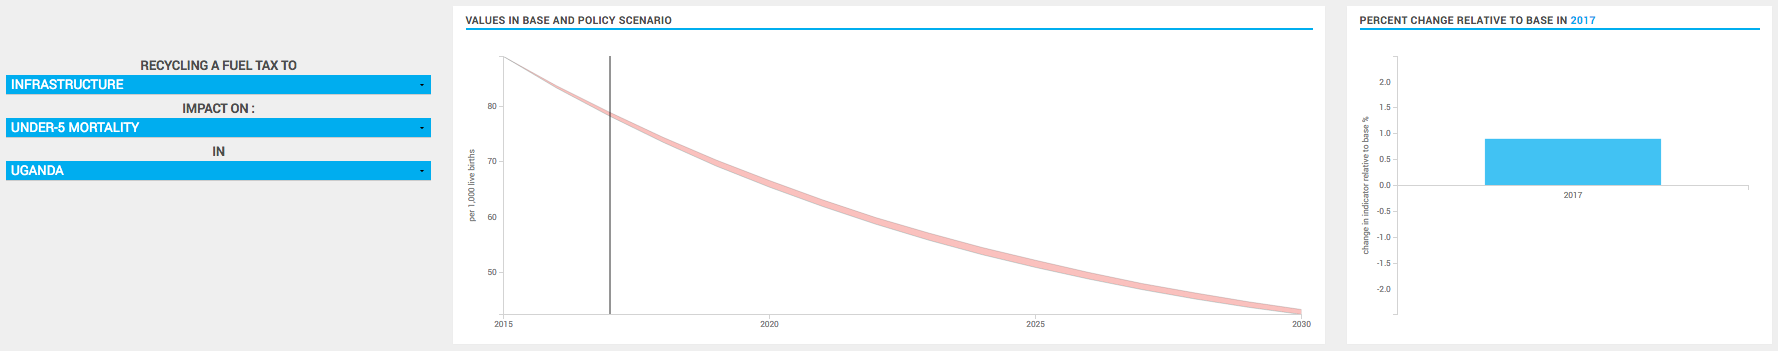 RECYCLING A FUEL TAX TO
INFRASTRUCTURE
IMPACT ON :
UNDER-5 MORTALITY
IN
UGANDA
VALUES IN BASE AND POLICY SCENARIO
per 1,000 live births
80
70
60
50
2015
2020
2025
2030
PERCENT CHANGE RELATIVE TO BASE IN 2017
change in indicator relative to base %
2.0
1.5
1.0
0.5
0.0
-0.5
-1.0
-1.5
-2.0
2017